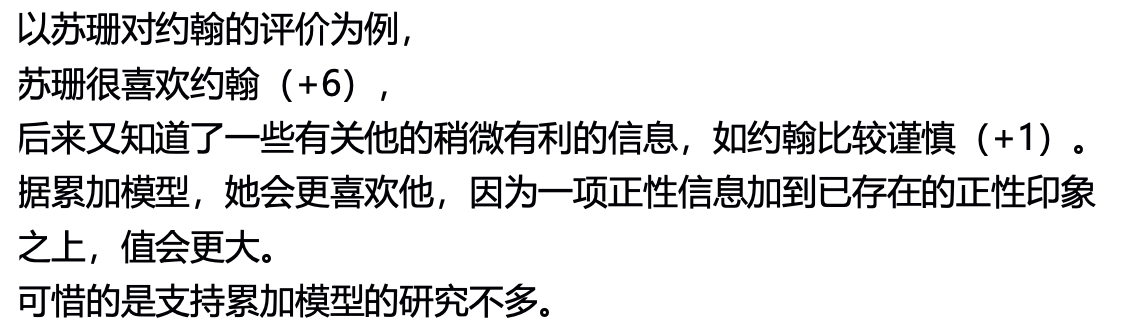 以苏珊对约翰的评价为例，
苏珊很喜欢约翰（+6），
后来又知道了一些有关他的稍微有利的信息，如约翰比较谨慎（+1）。
据累加模型，她会更喜欢他，因为一项正性信息加到已存在的正性印象
之上，值会更大。
可惜的是支持累加模型的研究不多。